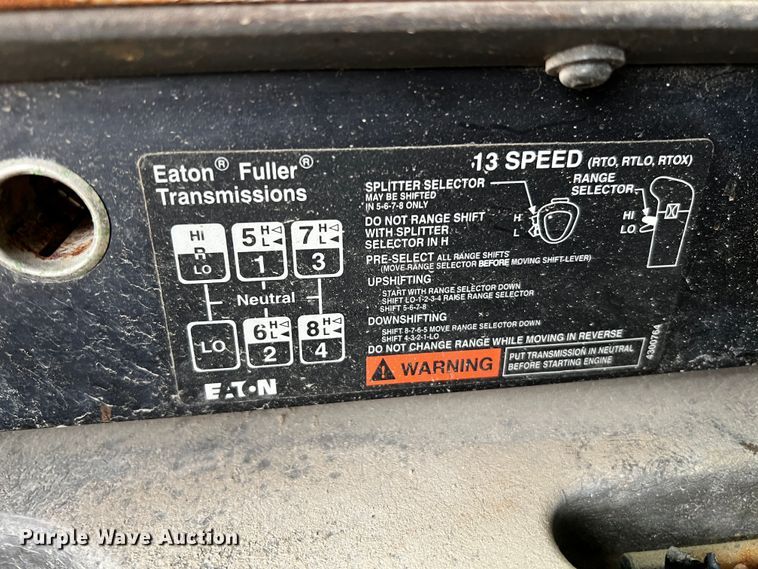 Eaton® Fuller®
Transmissions
13 SPEED (RTO, RTLO, RTOX)
SPLITTER SELECTOR
MAY BE SHIFTED
IN 5-6-7-8 ONLY
H
L
RANGE
SELECTOR
HI
LO
DO NOT RANGE SHIFT
WITH SPLITTER
SELECTOR IN H
PRE-SELECT ALL RANGE SHIFTS
(MOVE RANGE SELECTOR BEFORE MOVING SHIFT-LEVER)
UPSHIFTING
START WITH RANGE SELECTOR DOWN
SHIFT LO-1-2-3-4 RAISE RANGE SELECTOR
SHIFT 5-6-7-8
DOWNSHIFTING
SHIFT 8-7-6-5 MOVE RANGE SELECTOR DOWN
SHIFT 4-3-2-1-LO
DO NOT CHANGE RANGE WHILE MOVING IN REVERSE
WARNING
PUT TRANSMISSION IN NEUTRAL
BEFORE STARTING ENGINE
4300764
Hi
R
LO
5 H
L
1
7 H
L
3
Neutral
LO
6 H
L
2
8 H
L
4
EATON
Purple Wave Auction